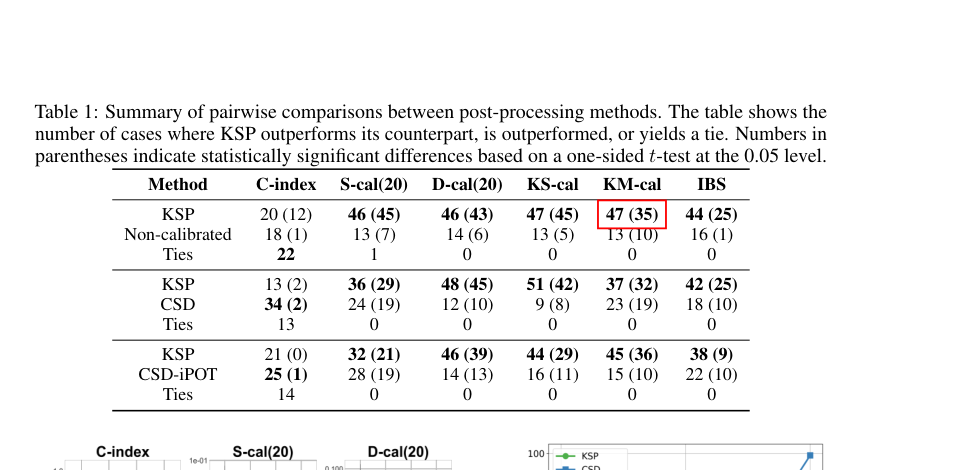 Table 1: Summary of pairwise comparisons between post-processing methods. The table shows the
number of cases where KSP outperforms its counterpart, is outperformed, or yields a tie. Numbers in
parentheses indicate statistically significant differences based on a one-sided t-test at the 0.05 level.
Method C-index S-cal(20) D-cal(20) KS-cal KM-cal IBS
KSP 20 (12) 46 (45) 46 (43) 47 (45) 47 (35) 44 (25)
Non-calibrated 18 (1) 13 (7) 14 (6) 13 (5) 13 (10) 16 (1)
Ties 22 1 0 0 0 0
KSP 13 (2) 36 (29) 48 (45) 51 (42) 37 (32) 42 (25)
CSD 34 (2) 24 (19) 12 (10) 9 (8) 23 (19) 18 (10)
Ties 13 0 0 0 0 0
KSP 21 (0) 32 (21) 46 (39) 44 (29) 45 (36) 38 (9)
CSD-iPOT 25 (1) 28 (19) 14 (13) 16 (11) 15 (10) 22 (10)
Ties 14 0 0 0 0 0
C-index S-cal(20) D-cal(20)
1e-01
100
KSP
CSD